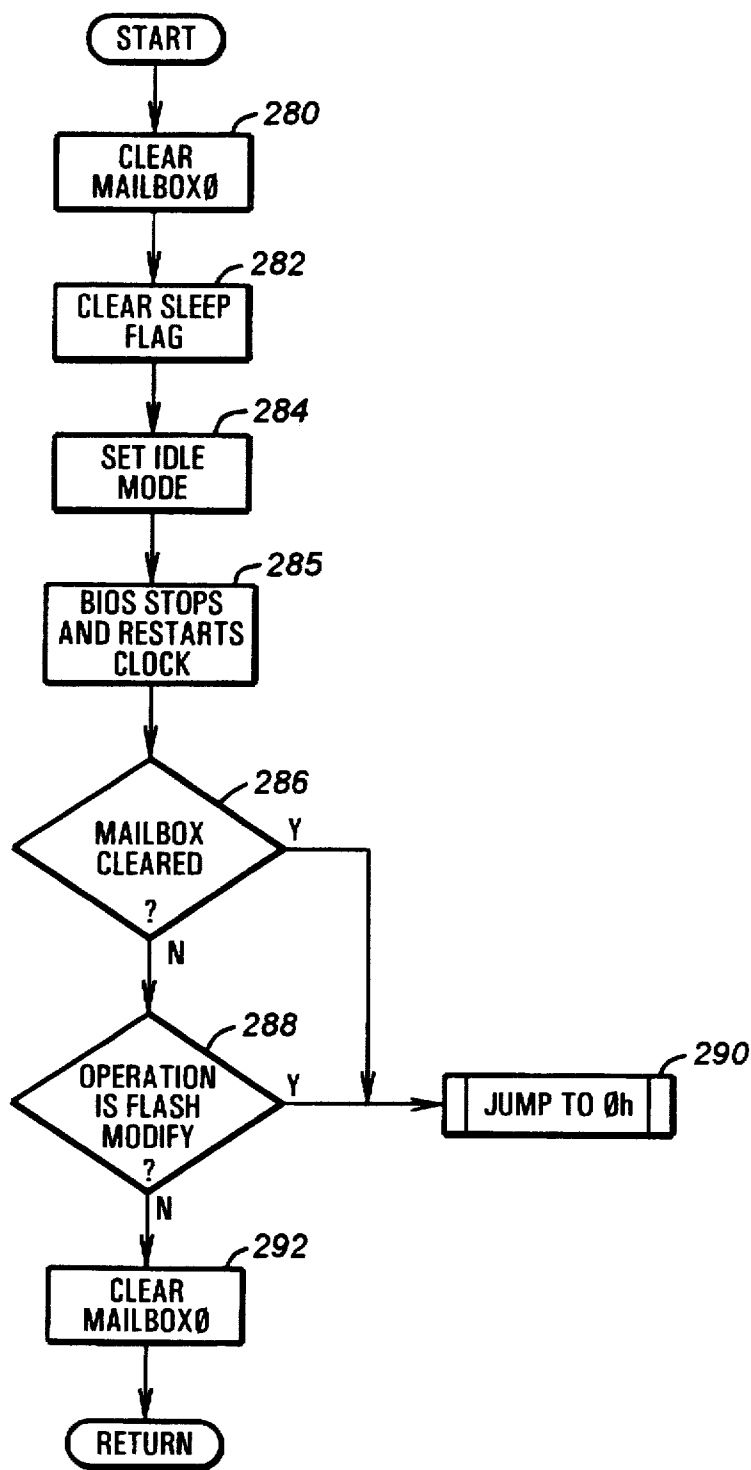 START
280
CLEAR
MAILBOXØ
282
CLEAR SLEEP
FLAG
284
SET IDLE
MODE
285
BIOS STOPS
AND RESTARTS
CLOCK
286
MAILBOX
CLEARED
?
Y
N
288
OPERATION
IS FLASH
MODIFY
?
Y
N
290
JUMP TO Øh
292
CLEAR
MAILBOXØ
RETURN